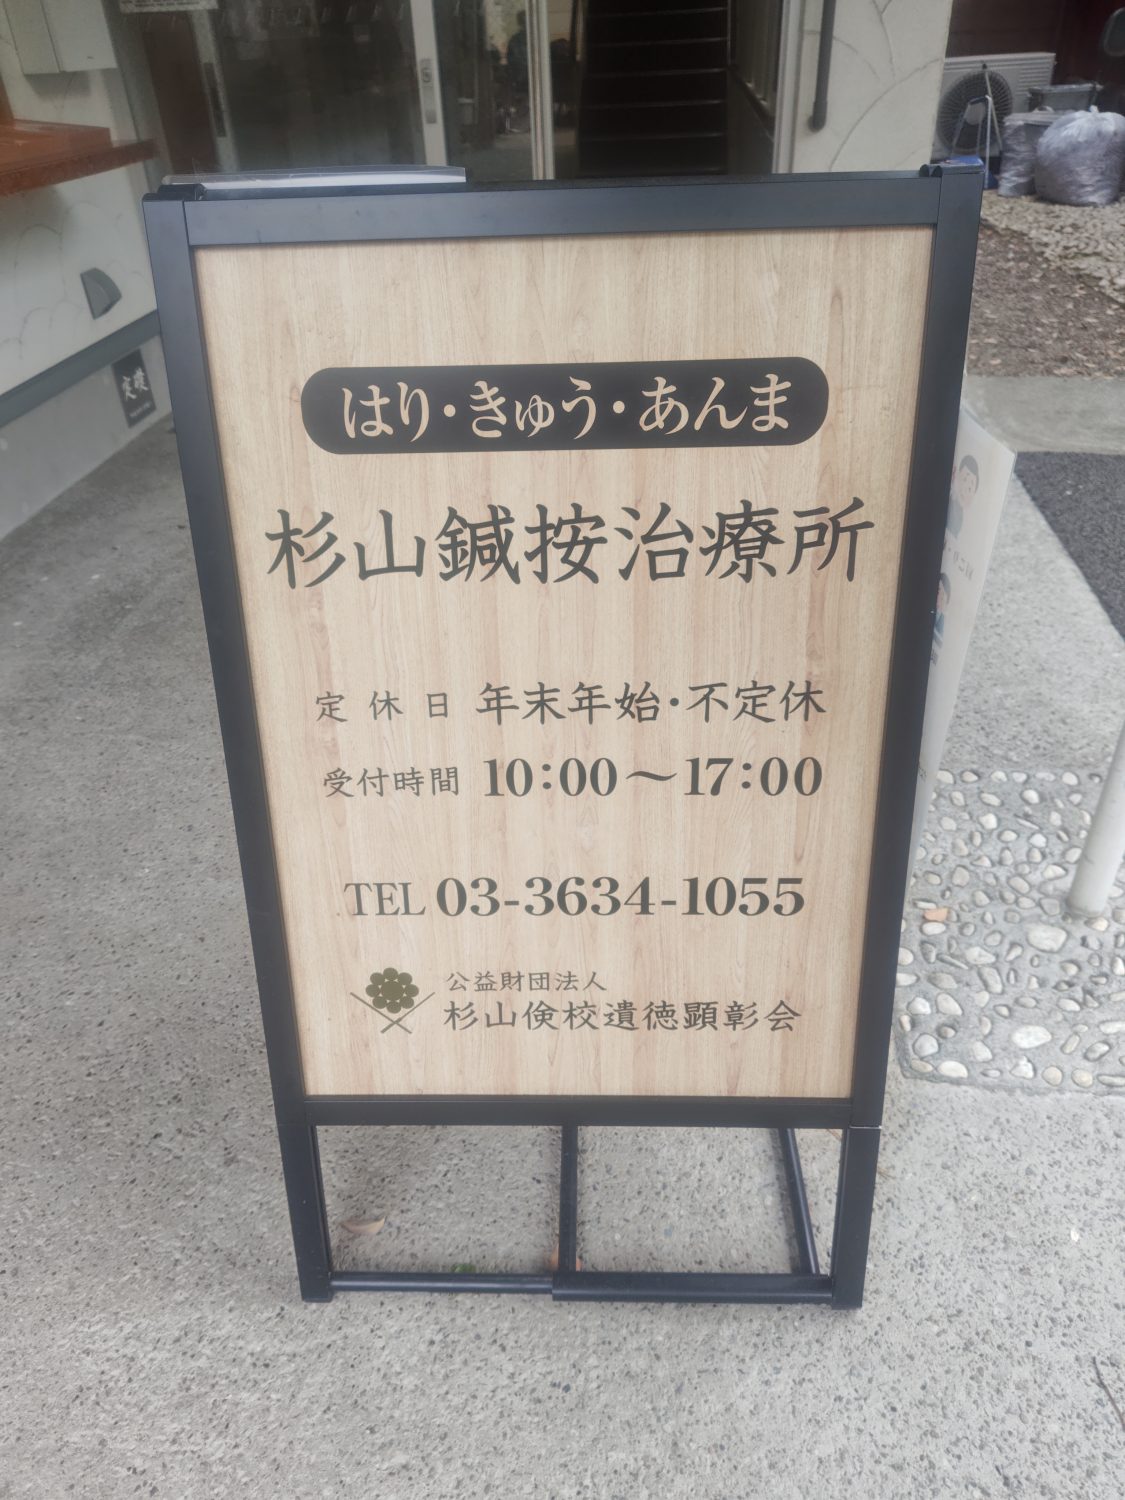 はり・きゅう・あんま
杉山鍼按治療所
定休日 年末年始・不定休
受付時間 10:00～17:00
TEL 03-3634-1055
公益財団法人
杉山検校遺徳顕彰会
定礎